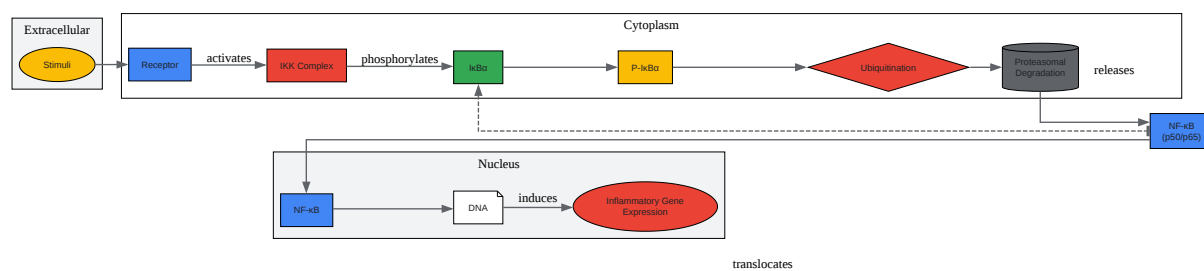 Extracellular
Stimuli
Cytoplasm
Receptor
activates
IKK Complex
phosphorylates
IκBα
P-IκBα
Ubiquitination
Proteasomal
Degradation
releases
NF-κB
(p50/p65)
Nucleus
NF-κB
DNA
induces
Inflammatory Gene
Expression
translocates